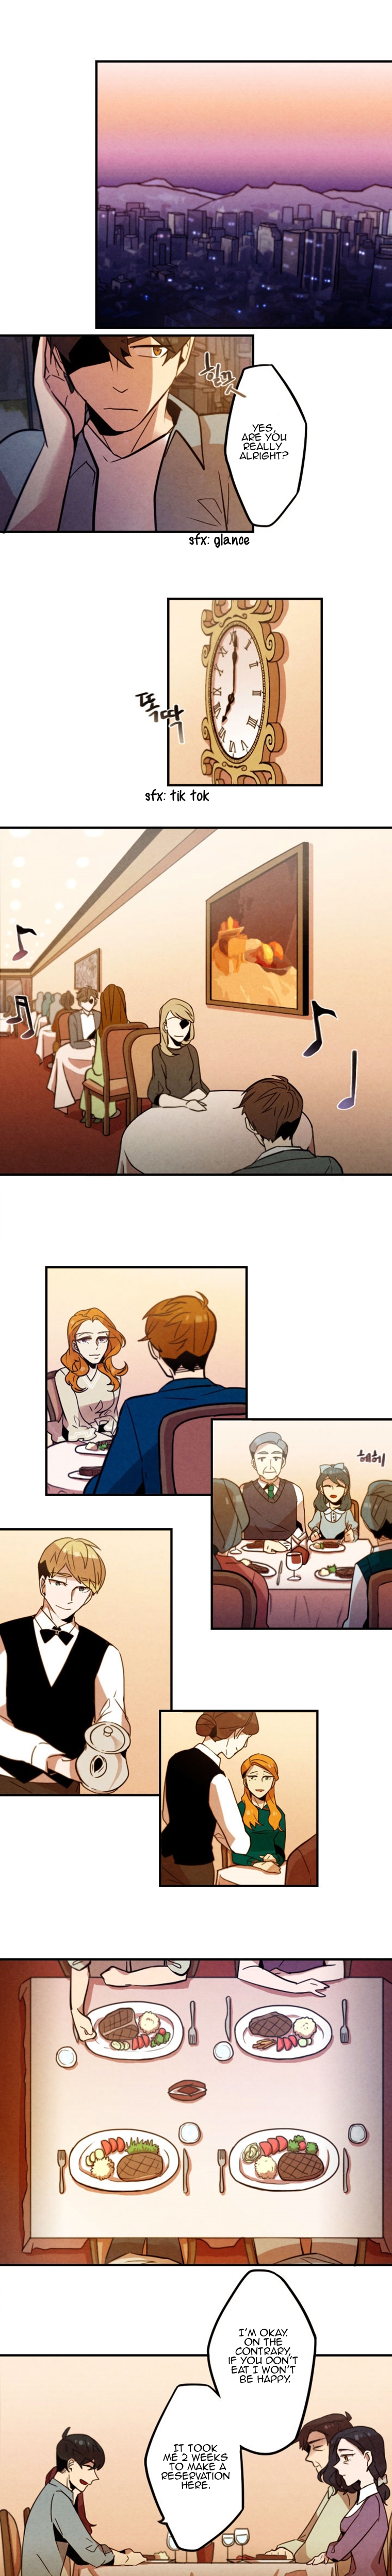 힐끗
YES,
ARE YOU
REALLY
ALRIGHT?
sfx: glance
똑딱
sfx: tik tok
헤헤
I'M OKAY.
ON THE
CONTRARY,
IF YOU DON'T
EAT I WON'T
BE HAPPY.
IT TOOK
ME 2 WEEKS
TO MAKE A
RESERVATION
HERE.